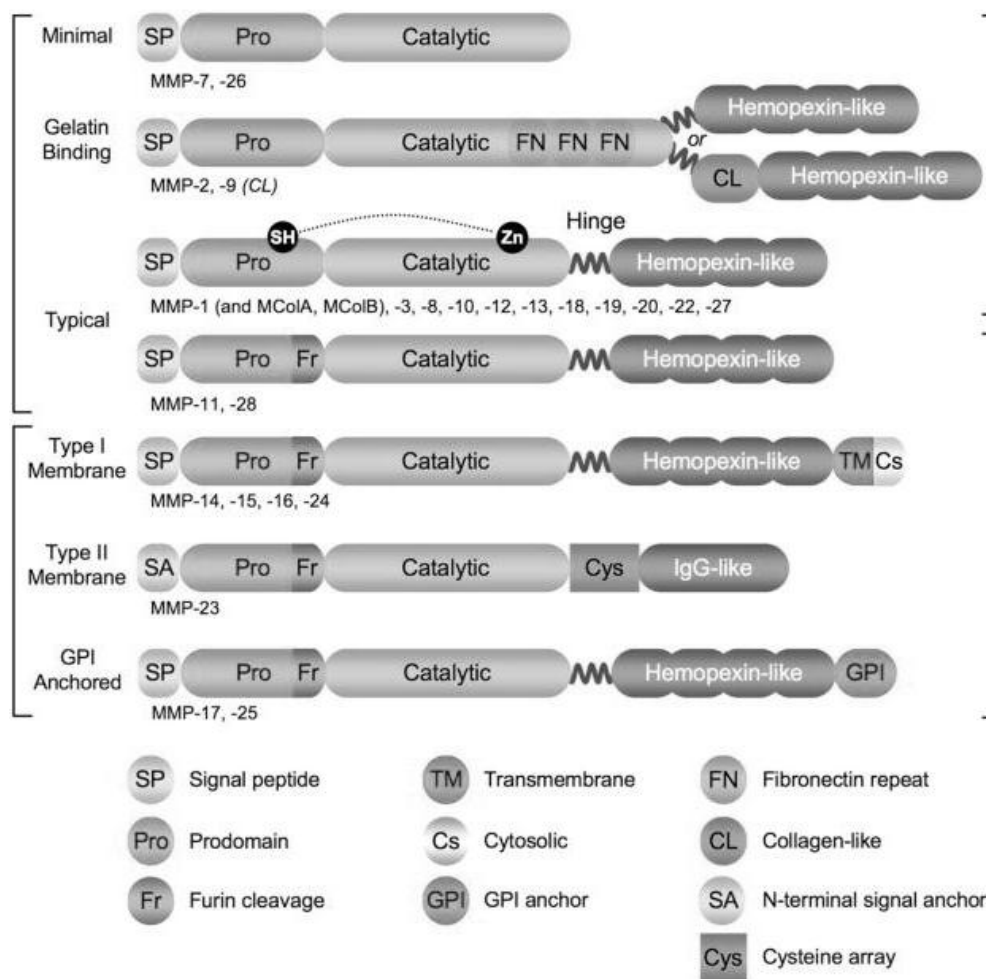 Minimal
SP Pro Catalytic
MMP-7, -26
Hemopexin-like
Gelatin
Binding
SP Pro Catalytic FN FN FN
or
CL Hemopexin-like
MMP-2, -9 (CL)
SH Zn Hinge
SP Pro Catalytic Hemopexin-like
MMP-1 (and MColA, MColB), -3, -8, -10, -12, -13, -18, -19, -20, -22, -27
Typical
SP Pro Fr Catalytic Hemopexin-like
MMP-11, -28
Type I
Membrane
SP Pro Fr Catalytic Hemopexin-like TM Cs
MMP-14, -15, -16, -24
Type II
Membrane
SA Pro Fr Catalytic Cys IgG-like
MMP-23
GPI
Anchored
SP Pro Fr Catalytic Hemopexin-like GPI
MMP-17, -25
SP Signal peptide TM Transmembrane FN Fibronectin repeat
Pro Prodomain Cs Cytosolic CL Collagen-like
Fr Furin cleavage GPI GPI anchor SA N-terminal signal anchor
Cys Cysteine array